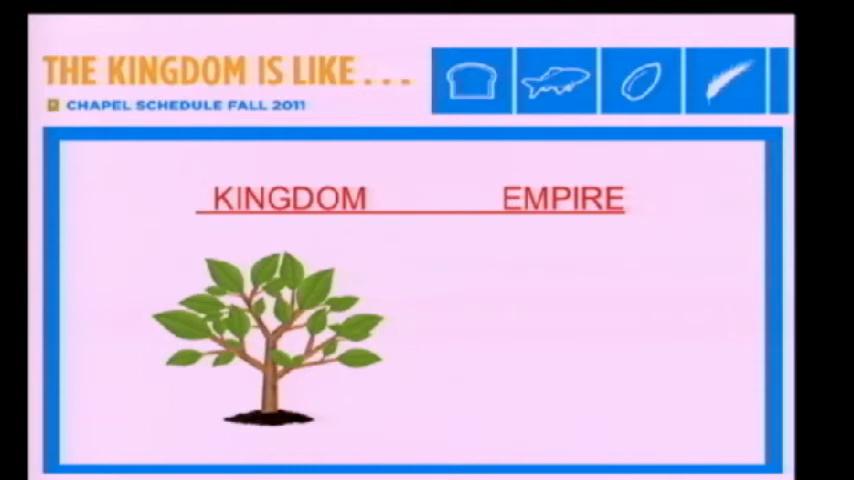 THE KINGDOM IS LIKE . . .
CHAPEL SCHEDULE FALL 2011
KINGDOM EMPIRE